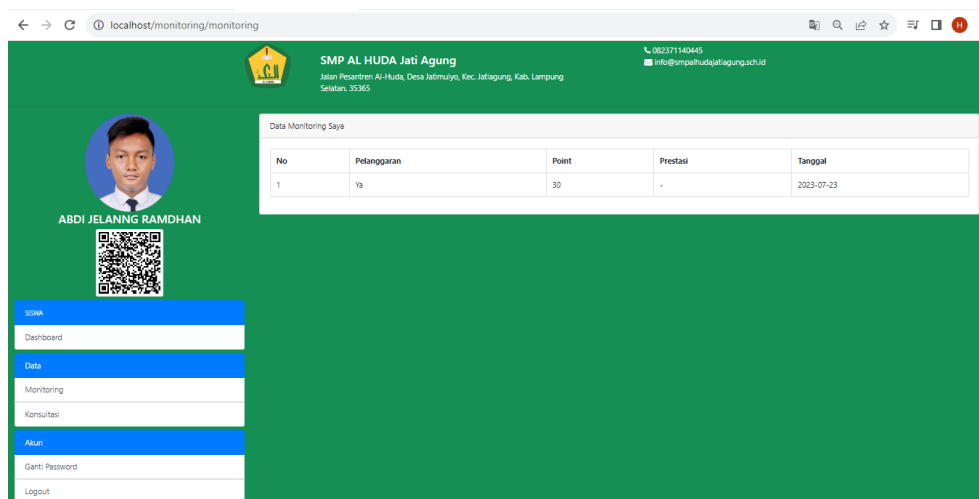 localhost/monitoring/monitoring
H
SMP AL HUDA Jati Agung
Jalan Pesantren Al-Huda, Desa Jatimulyo, Kec. Jatiagung, Kab. Lampung
Selatan. 35365
082371140445
info@smpalhudajatiagung.sch.id
ABDI JELANNG RAMDHAN
SISWA
Dashboard
Data
Monitoring
Konsultasi
Akun
Ganti Password
Logout
Data Monitoring Saya
No Pelanggaran Point Prestasi Tanggal
1 Ya 30 - 2023-07-23